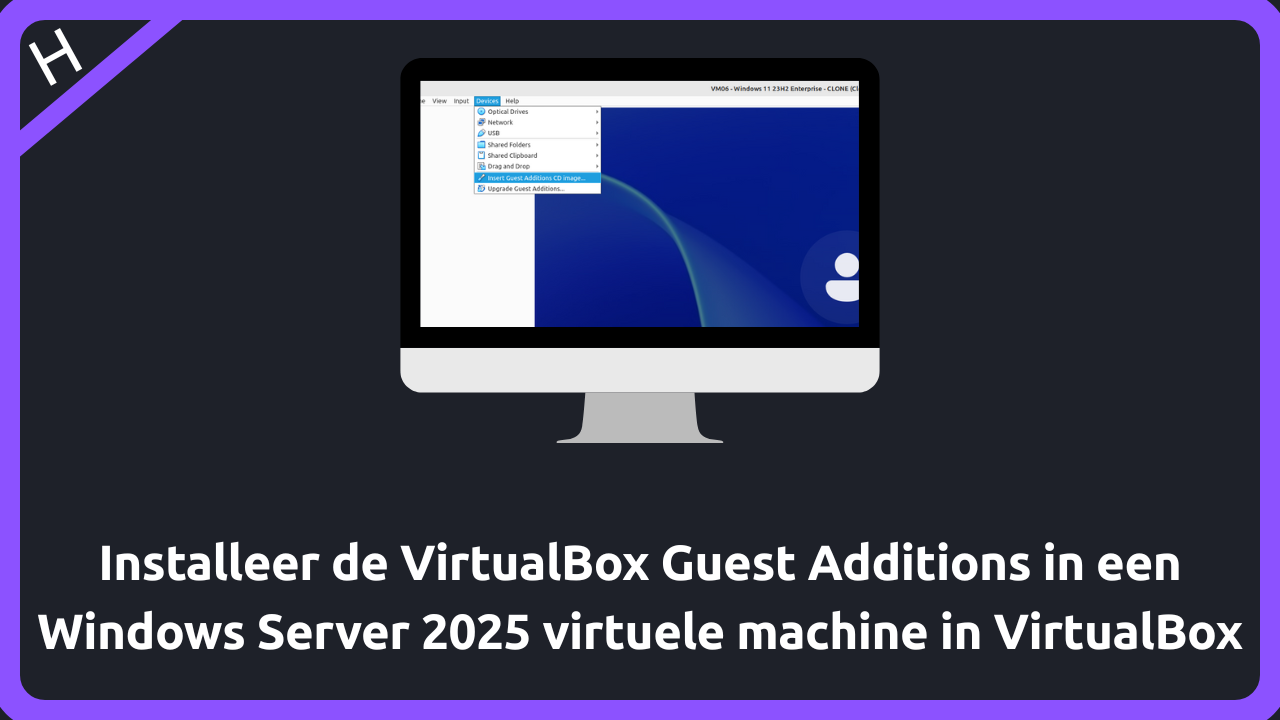 H
VM06 - Windows 11 23H2 Enterprise - CLONE
View Input Devices Help
Optical Drives
Network
USB
Shared Folders
Shared Clipboard
Drag and Drop
Insert Guest Additions CD image...
Upgrade Guest Additions...
Installeer de VirtualBox Guest Additions in een
Windows Server 2025 virtuele machine in VirtualBox